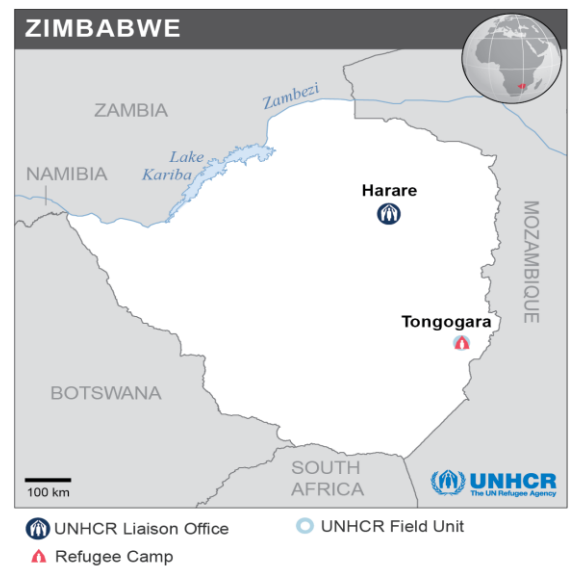 ZIMBABWE
ZAMBIA
Zambezi
Lake
Kariba
NAMIBIA
Harare
MOZAMBIQUE
Tongogara
BOTSWANA
SOUTH
AFRICA
100 km
UNHCR
The UN Refugee Agency
UNHCR Liaison Office
UNHCR Field Unit
Refugee Camp